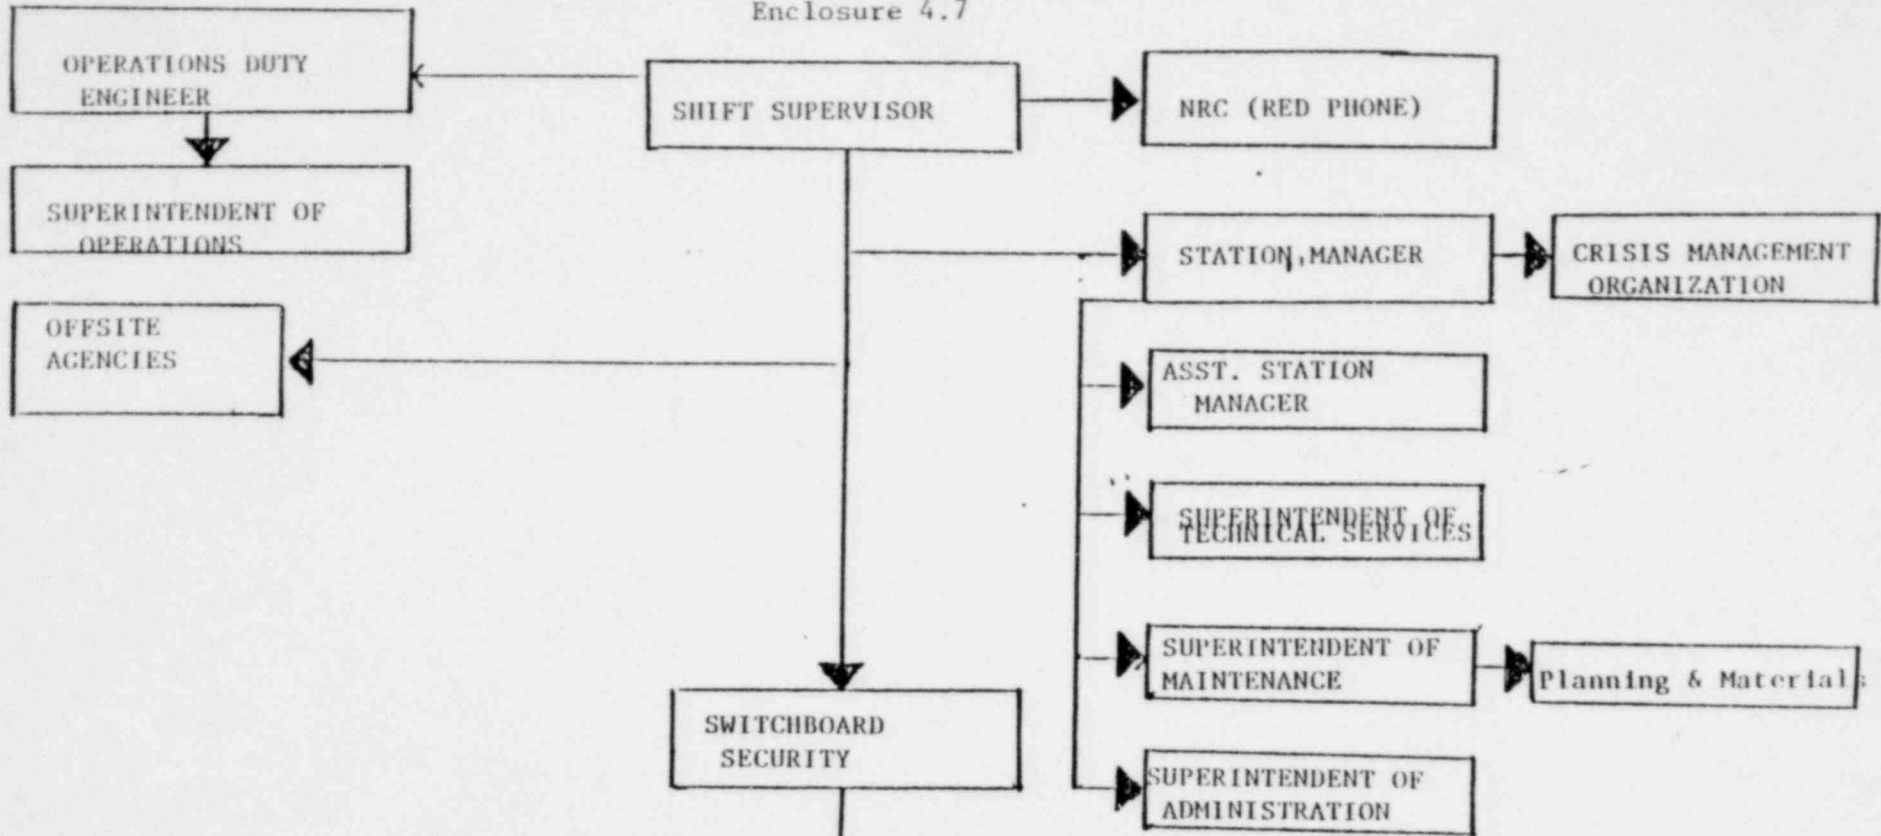 Enclosure 4.7
OPERATIONS DUTY
ENGINEER
SHIFT SUPERVISOR
NRC (RED PHONE)
SUPERINTENDENT OF
OPERATIONS
STATION MANAGER
CRISIS MANAGEMENT
ORGANIZATION
OFFSITE
AGENCIES
ASST. STATION
MANAGER
SUPERINTENDENT OF
TECHNICAL SERVICES
SUPERINTENDENT OF
MAINTENANCE
Planning & Materials
SWITCHBOARD
SECURITY
SUPERINTENDENT OF
ADMINISTRATION